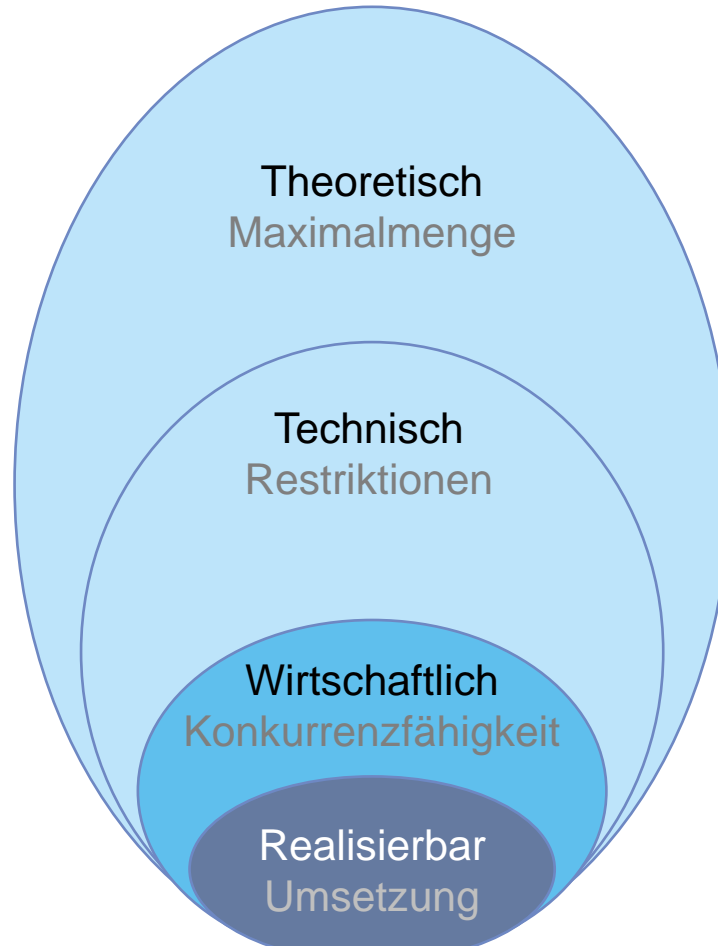 Theoretisch
Maximalmenge
Technisch
Restriktionen
Wirtschaftlich
Konkurrenzfähigkeit
Realisierbar
Umsetzung